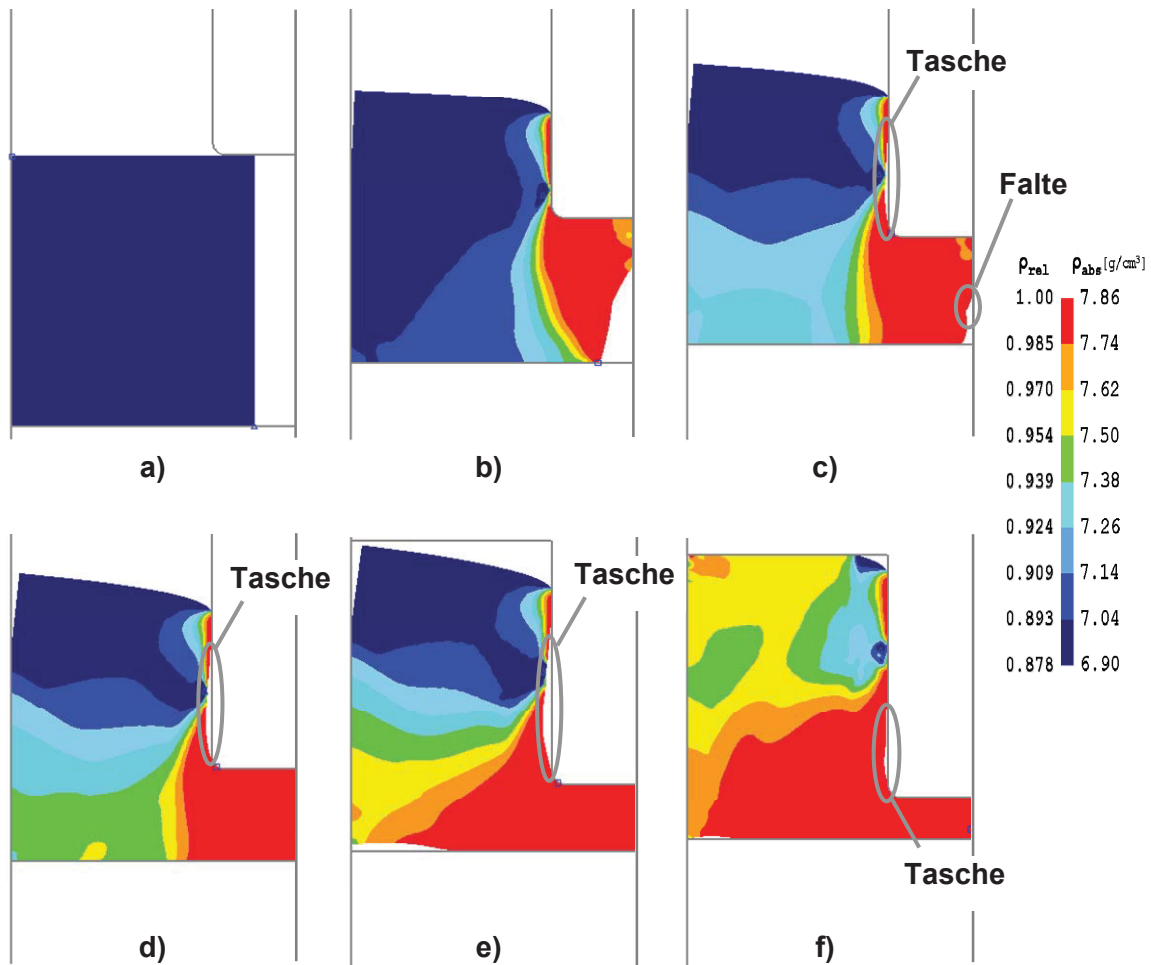 Tasche
Falte
ρrel ρabs[g/cm³]
1.00 7.86
0.985 7.74
0.970 7.62
0.954 7.50
0.939 7.38
0.924 7.26
0.909 7.14
0.893 7.04
0.878 6.90
a)
b)
c)
Tasche
Tasche
Tasche
d)
e)
f)